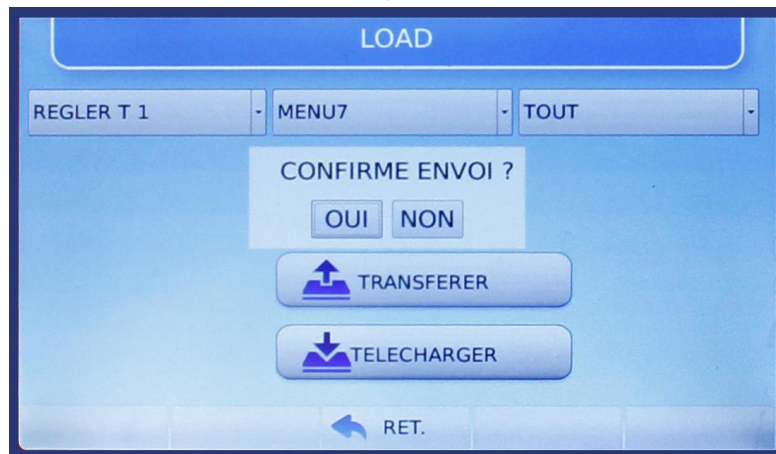 LOAD
REGLER T 1 MENU7 TOUT
CONFIRME ENVOI ?
OUI NON
TRANSFERER
TELECHARGER
RET.